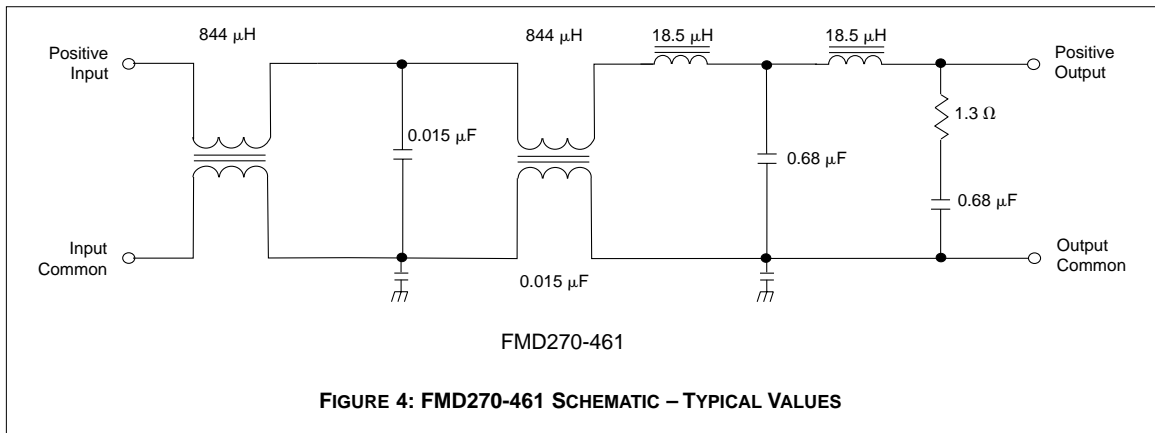 844 µH
844 µH
18.5 µH
18.5 µH
Positive
Input
Positive
Output
1.3 Ω
0.015 µF
0.68 µF
0.68 µF
Input
Common
0.015 µF
Output
Common
FMD270-461
FIGURE 4: FMD270-461 SCHEMATIC – TYPICAL VALUES